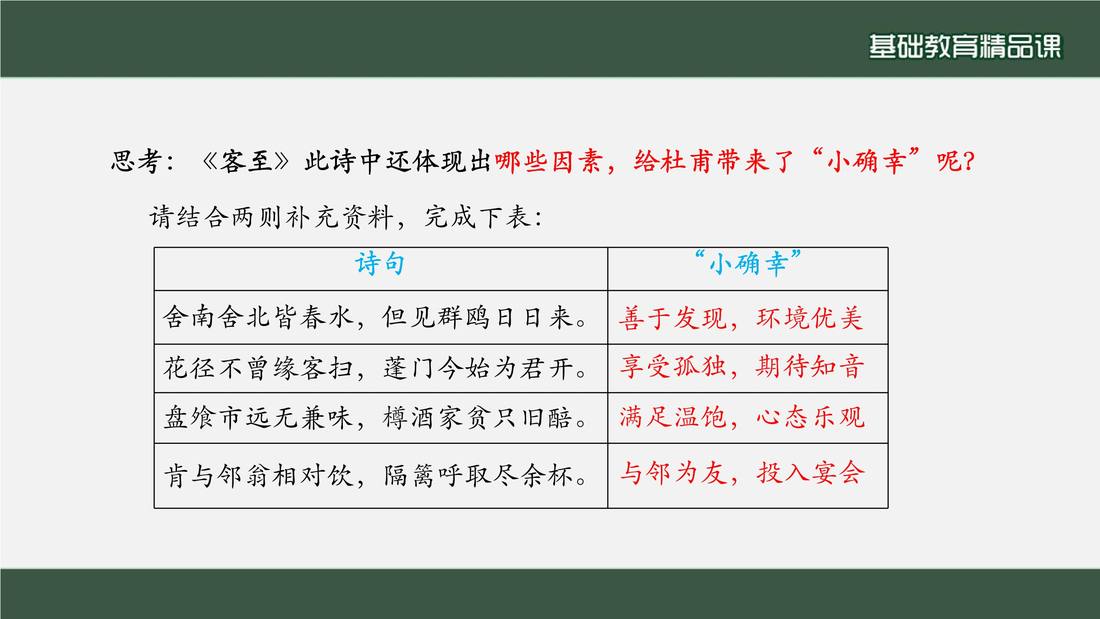 基础教育精品课
思考：《客至》此诗中还体现出哪些因素，给杜甫带来了“小确幸”呢？
请结合两则补充资料，完成下表：
诗句 “小确幸”
舍南舍北皆春水，但见群鸥日日来。 善于发现，环境优美
花径不曾缘客扫，蓬门今始为君开。 享受孤独，期待知音
盘飧市远无兼味，樽酒家贫只旧醅。 满足温饱，心态乐观
肯与邻翁相对饮，隔篱呼取尽余杯。 与邻为友，投入宴会